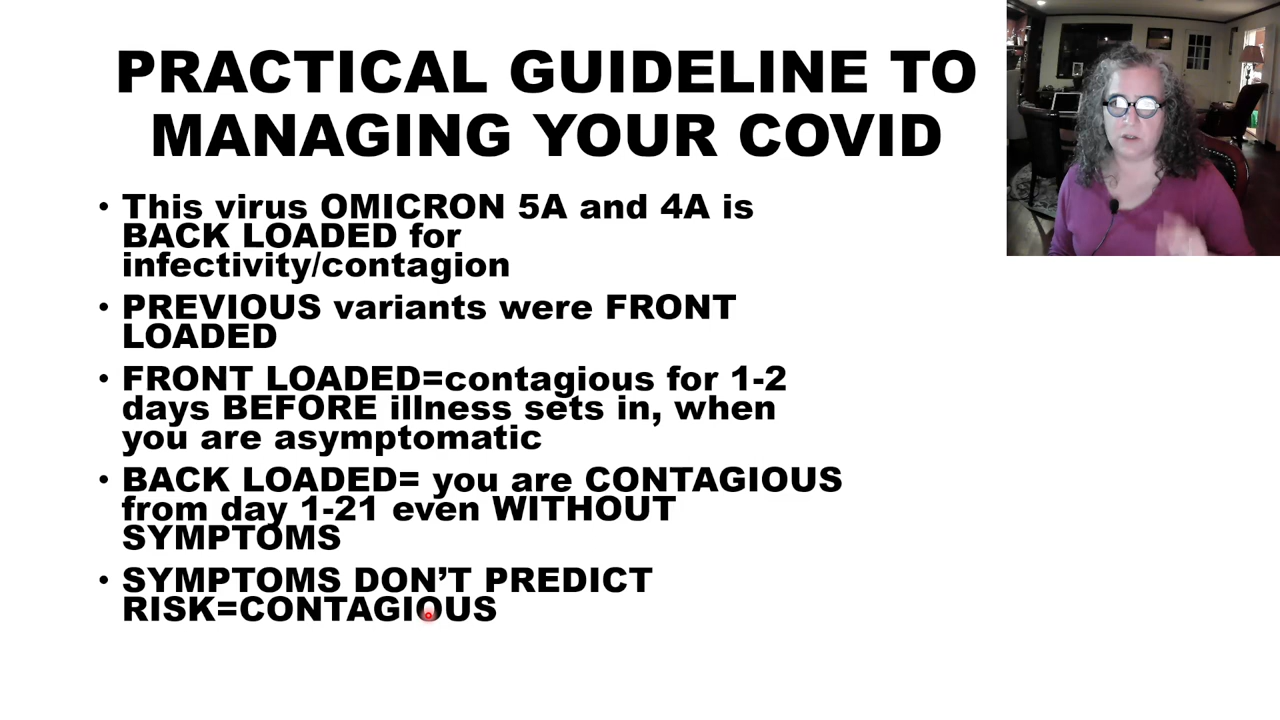 PRACTICAL GUIDELINE TO
MANAGING YOUR COVID
• This virus OMICRON 5A and 4A is
BACK LOADED for
infectivity/contagion
• PREVIOUS variants were FRONT
LOADED
• FRONT LOADED=contagious for 1-2
days BEFORE illness sets in, when
you are asymptomatic
• BACK LOADED= you are CONTAGIOUS
from day 1-21 even WITHOUT
SYMPTOMS
• SYMPTOMS DON’T PREDICT
RISK=CONTAGIOUS